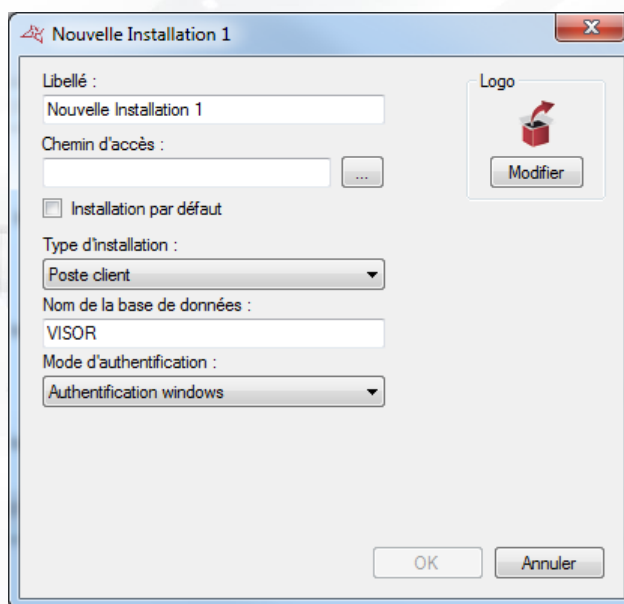 Nouvelle Installation 1
Libellé :
Logo
Nouvelle Installation 1
Chemin d'accès :
...
Modifier
Installation par défaut
Type d'installation :
Poste client
Nom de la base de données :
VISOR
Mode d'authentification :
Authentification windows
OK
Annuler